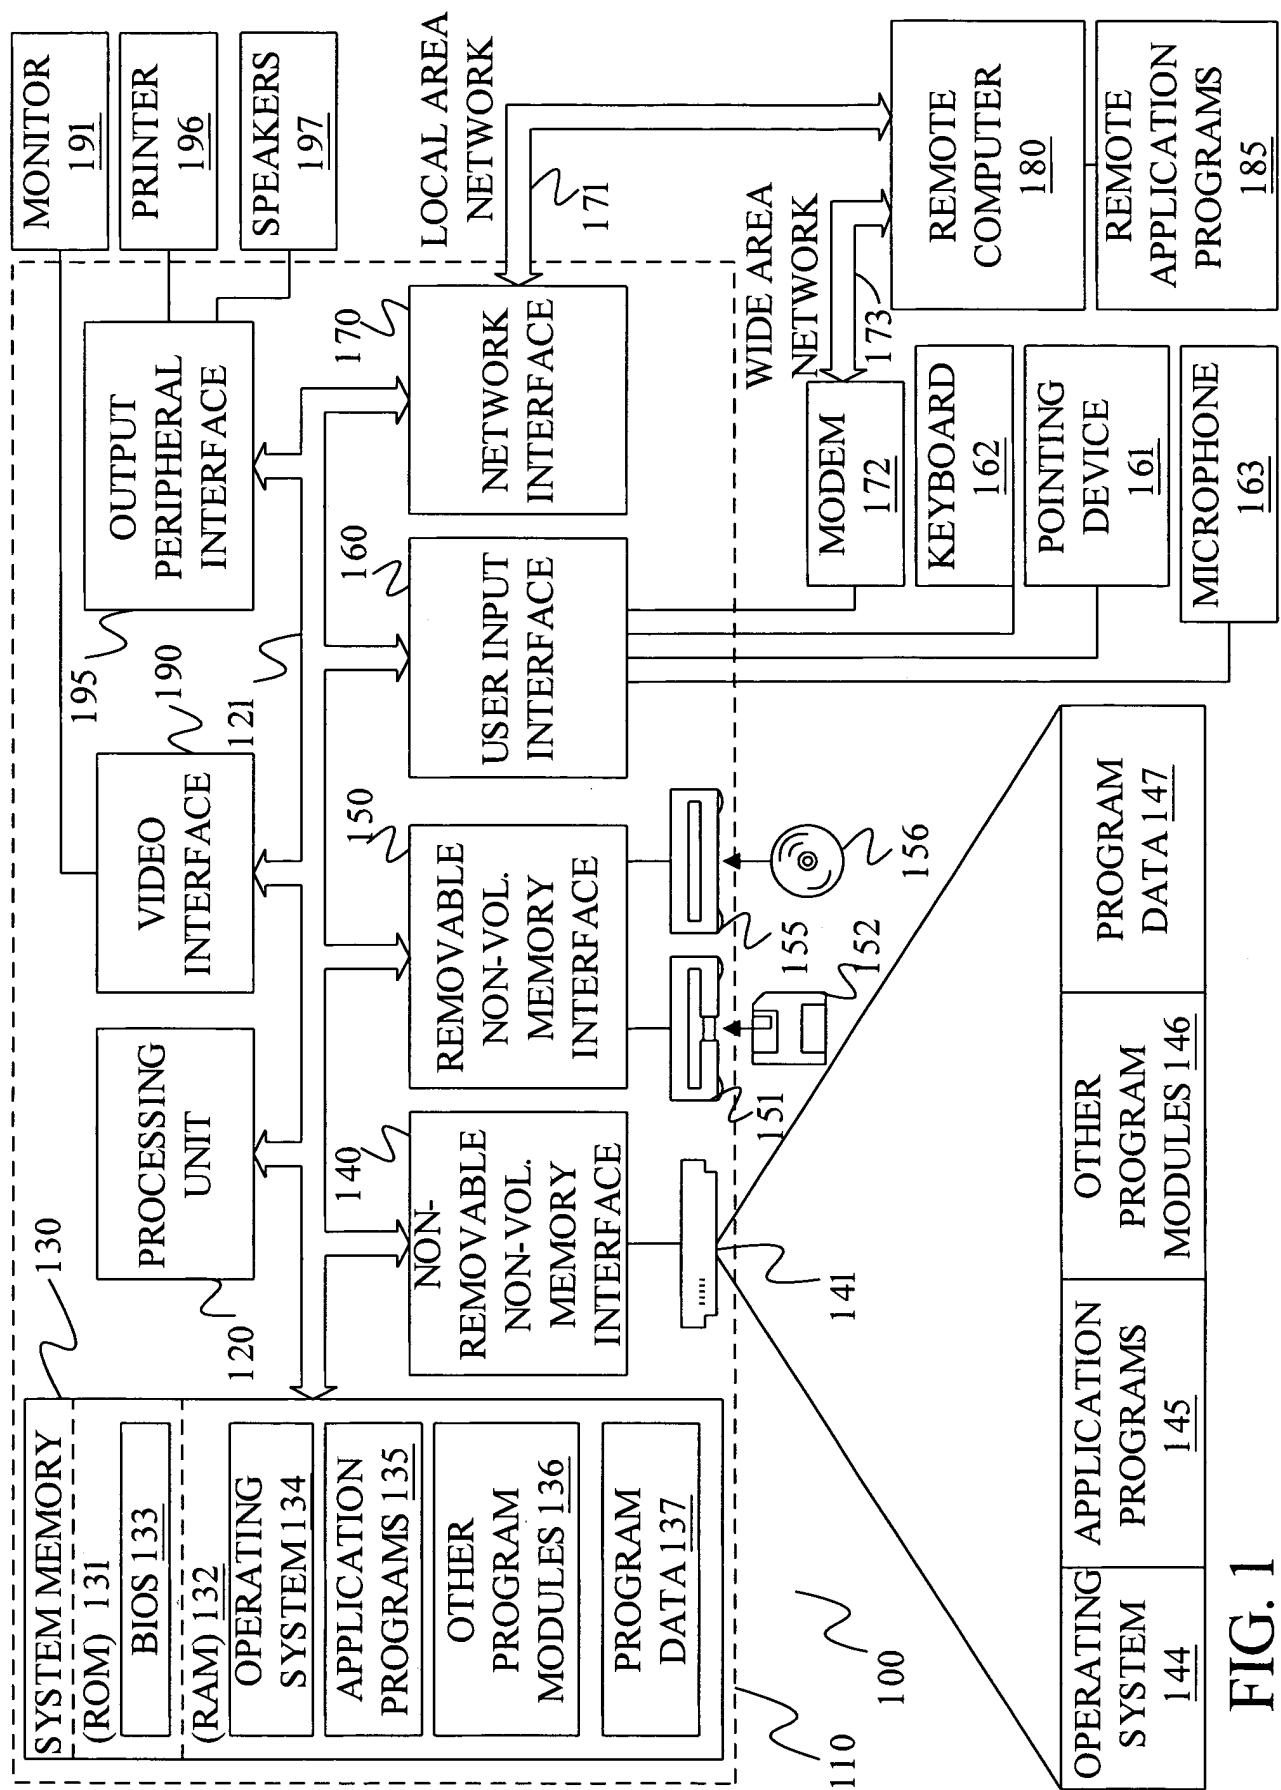 SYSTEM MEMORY
(ROM) 131
BIOS 133
(RAM) 132
OPERATING
SYSTEM 134
APPLICATION
PROGRAMS 135
OTHER
PROGRAM
MODULES 136
PROGRAM
DATA 137
130
PROCESSING
UNIT
120
VIDEO
INTERFACE
190
121
OUTPUT
PERIPHERAL
INTERFACE
195
MONITOR
191
PRINTER
196
SPEAKERS
197
NON-
REMOVABLE
NON-VOL.
MEMORY
INTERFACE
140
REMOVABLE
NON-VOL.
MEMORY
INTERFACE
150
USER INPUT
INTERFACE
160
NETWORK
INTERFACE
170
LOCAL AREA
NETWORK
171
141
151
152
155
156
WIDE AREA
NETWORK
173
MODEM
172
KEYBOARD
162
POINTING
DEVICE
161
MICROPHONE
163
REMOTE
COMPUTER
180
REMOTE
APPLICATION
PROGRAMS
185
110
100
OPERATING
SYSTEM
144
APPLICATION
PROGRAMS
145
OTHER
PROGRAM
MODULES 146
PROGRAM
DATA 147
FIG. 1